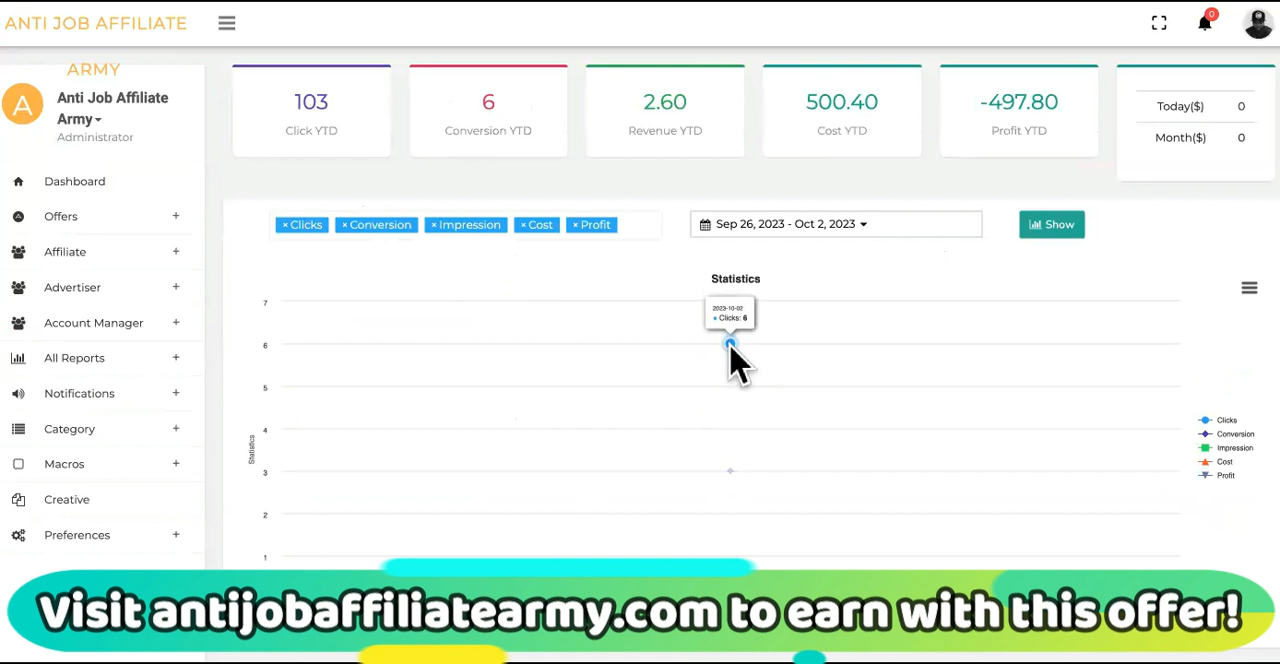 ANTI JOB AFFILIATE
0
ARMY
A
Anti Job Affiliate
Army
Administrator
Dashboard
Offers +
Affiliate +
Advertiser +
Account Manager +
All Reports +
Notifications +
Category +
Macros +
Creative
Preferences +
103
Click YTD
6
Conversion YTD
2.60
Revenue YTD
500.40
Cost YTD
-497.80
Profit YTD
Today($) 0
Month($) 0
× Clicks × Conversion × Impression × Cost × Profit
Sep 26, 2023 - Oct 2, 2023
Show
Statistics
7
6
5
4
3
2
1
Statistics
2023-10-02
Clicks: 6
Clicks
Conversion
Impression
Cost
Profit
Visit antijobaffiliatearmy.com to earn with this offer!